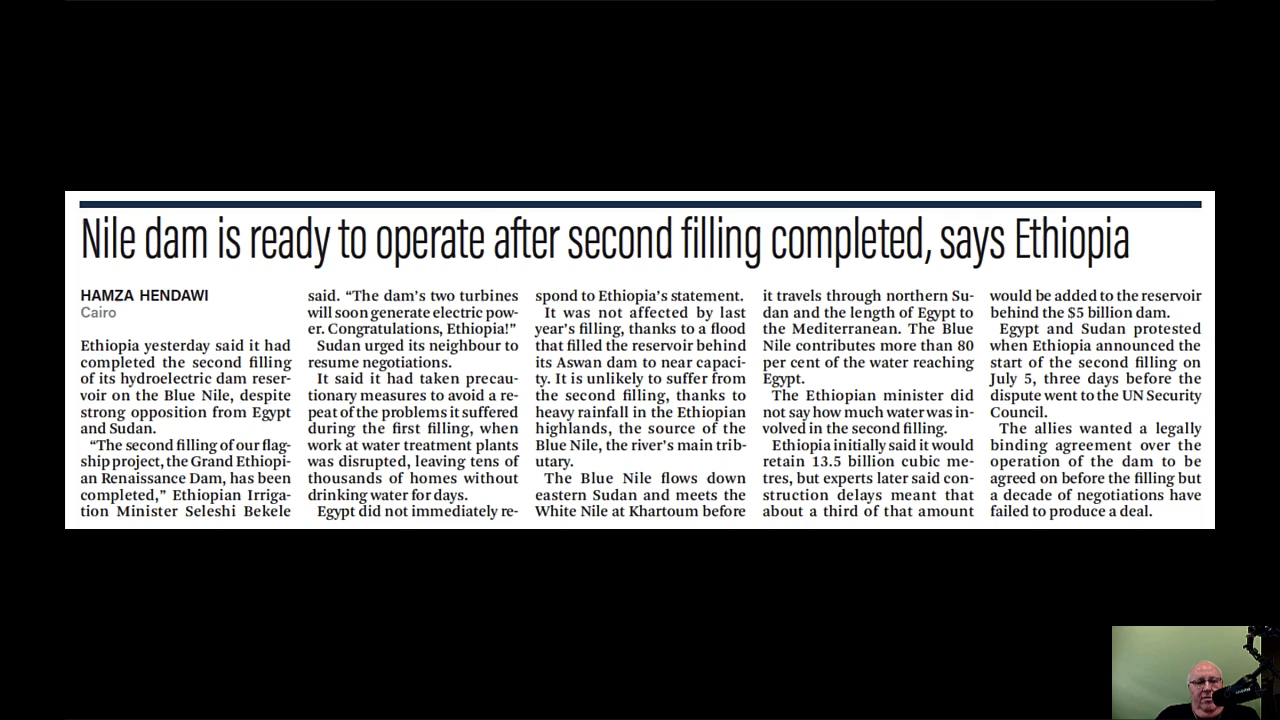 Nile dam is ready to operate after second filling completed, says Ethiopia
HAMZA HENDAWI
Cairo
Ethiopia yesterday said it had
completed the second filling
of its hydroelectric dam reser-
voir on the Blue Nile, despite
strong opposition from Egypt
and Sudan.
“The second filling of our flag-
ship project, the Grand Ethiopi-
an Renaissance Dam, has been
completed,” Ethiopian Irriga-
tion Minister Seleshi Bekele
said. “The dam’s two turbines
will soon generate electric pow-
er. Congratulations, Ethiopia!”
Sudan urged its neighbour to
resume negotiations.
It said it had taken precau-
tionary measures to avoid a re-
peat of the problems it suffered
during the first filling, when
work at water treatment plants
was disrupted, leaving tens of
thousands of homes without
drinking water for days.
Egypt did not immediately re-
spond to Ethiopia’s statement.
It was not affected by last
year’s filling, thanks to a flood
that filled the reservoir behind
its Aswan dam to near capaci-
ty. It is unlikely to suffer from
the second filling, thanks to
heavy rainfall in the Ethiopian
highlands, the source of the
Blue Nile, the river’s main trib-
utary.
The Blue Nile flows down
eastern Sudan and meets the
White Nile at Khartoum before
it travels through northern Su-
dan and the length of Egypt to
the Mediterranean. The Blue
Nile contributes more than 80
per cent of the water reaching
Egypt.
The Ethiopian minister did
not say how much water was in-
volved in the second filling.
Ethiopia initially said it would
retain 13.5 billion cubic me-
tres, but experts later said con-
struction delays meant that
about a third of that amount
would be added to the reservoir
behind the $5 billion dam.
Egypt and Sudan protested
when Ethiopia announced the
start of the second filling on
July 5, three days before the
dispute went to the UN Security
Council.
The allies wanted a legally
binding agreement over the
operation of the dam to be
agreed on before the filling but
a decade of negotiations have
failed to produce a deal.